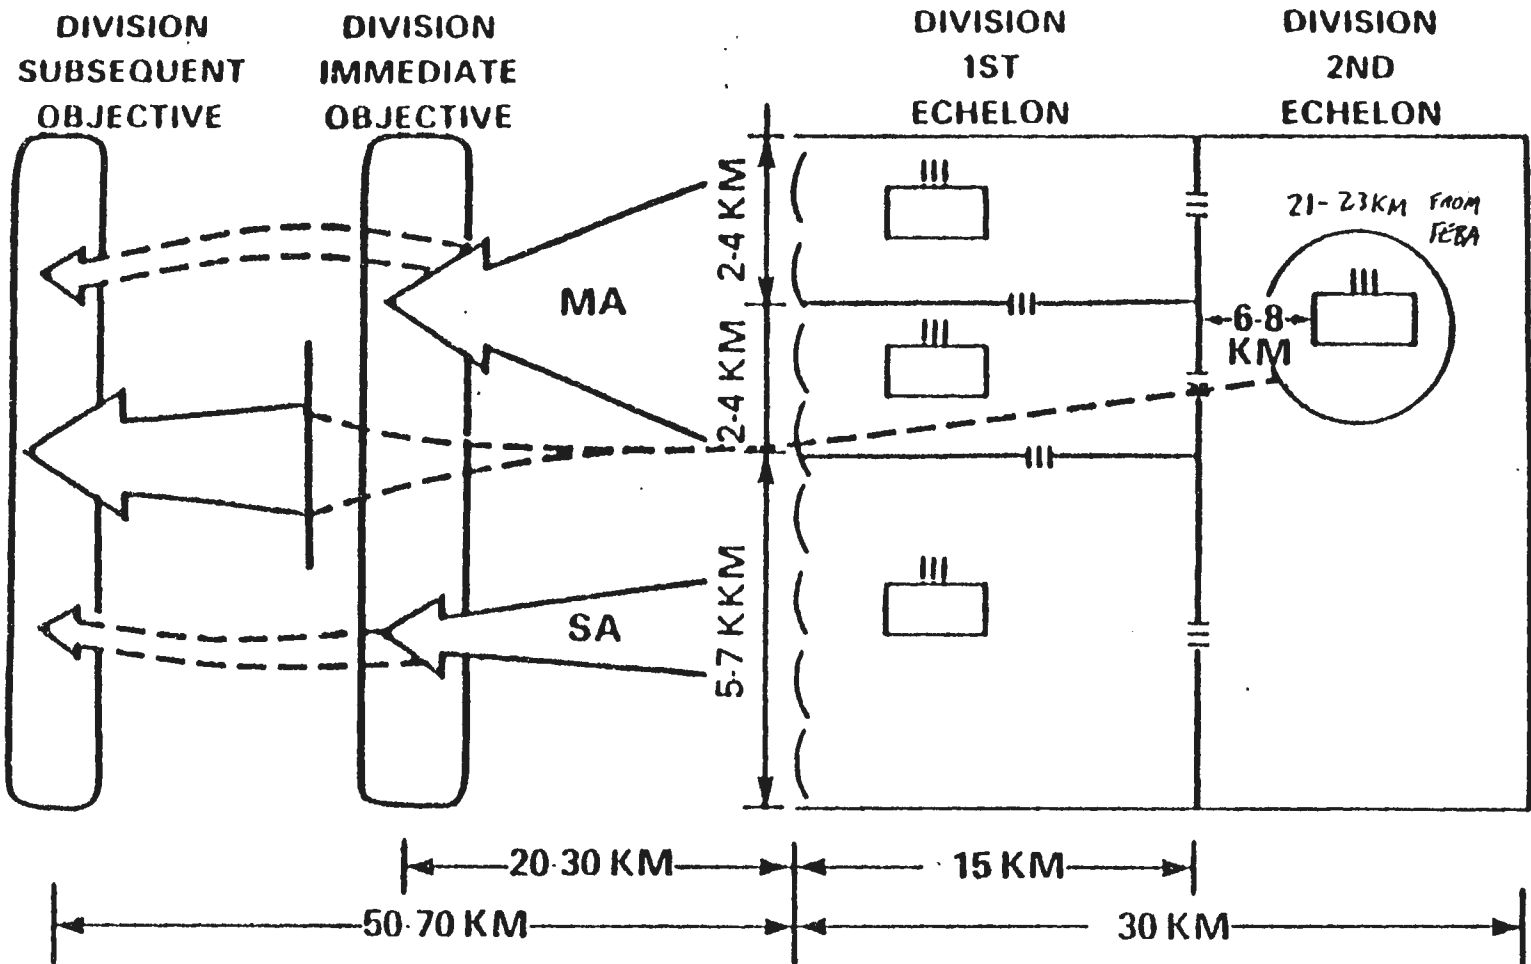 DIVISION
SUBSEQUENT
OBJECTIVE
DIVISION
IMMEDIATE
OBJECTIVE
DIVISION
1ST
ECHELON
DIVISION
2ND
ECHELON
2-4 KM
2-4 KM
5-7 KKM
MA
SA
21-23KM FROM
FEBA
6-8
KM
20-30 KM
15 KM
50-70 KM
30 KM